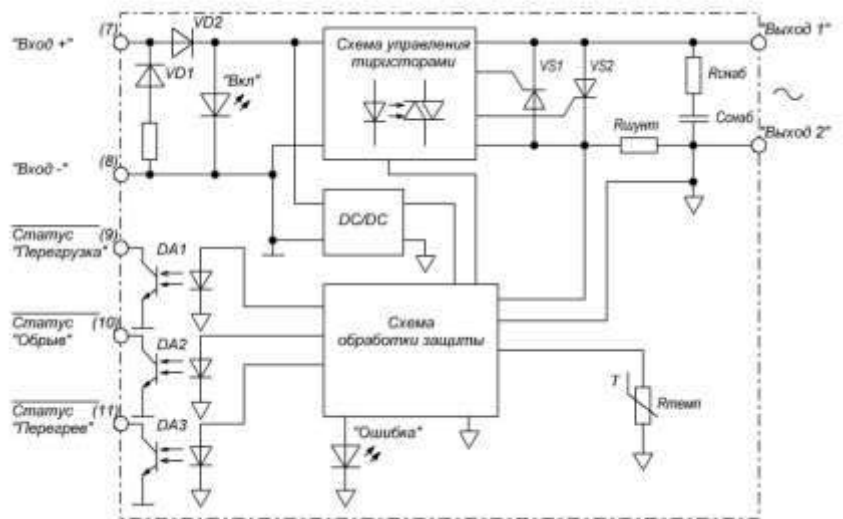 "Вход +"
(7)
VD2
VD1
"Вкл"
Схема управления
тиристорами
VS1
VS2
"Выход 1"
Rснаб
Cснаб
Rшунт
"Выход 2"
"Вход -"
(8)
DC/DC
Статус (9)
"Перегрузка"
DA1
Статус (10)
"Обрыв"
DA2
Схема
обработки защиты
T
Rтемп
Статус (11)
"Перегрев"
DA3
"Ошибка"